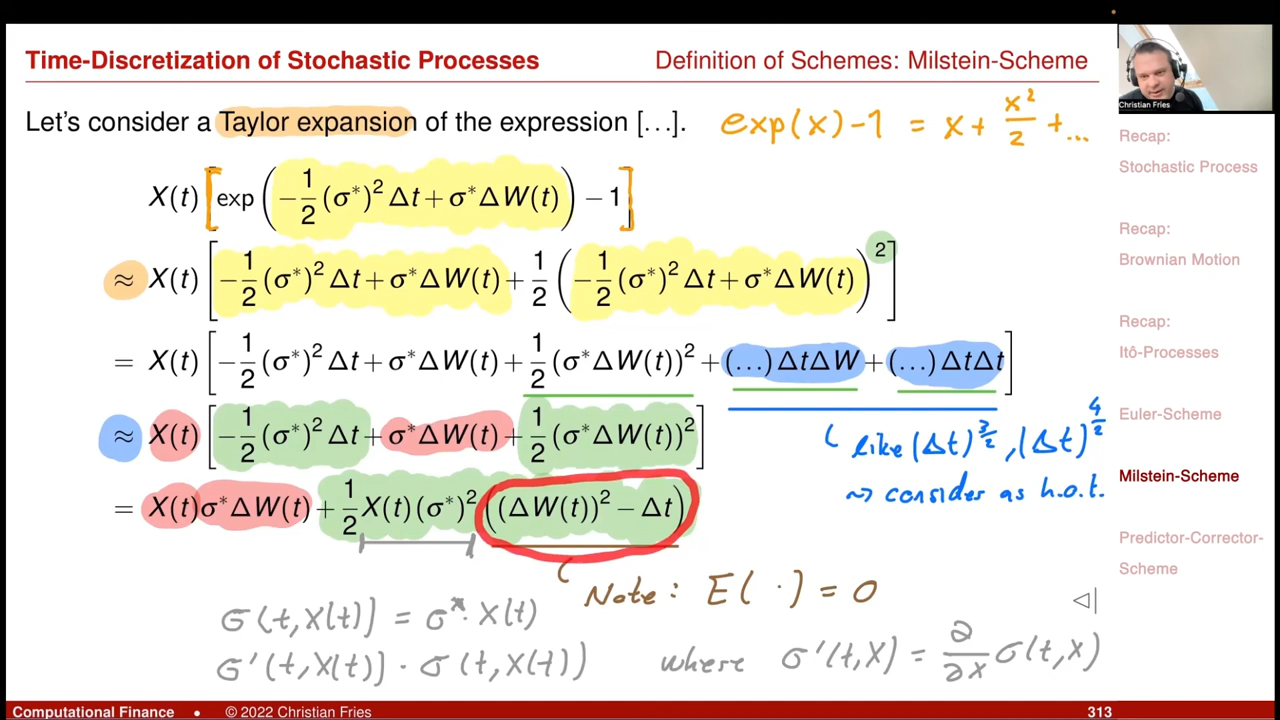 Time-Discretization of Stochastic Processes
Definition of Schemes: Milstein-Scheme
Christian Fries
Let's consider a Taylor expansion of the expression [...].
exp(x)-1 = x + x²/2 + ...
X(t) [exp(-1/2 (σ*)² Δt + σ* ΔW(t)) - 1]
≈ X(t) [-1/2 (σ*)² Δt + σ* ΔW(t) + 1/2 (-1/2 (σ*)² Δt + σ* ΔW(t))²]
= X(t) [-1/2 (σ*)² Δt + σ* ΔW(t) + 1/2 (σ* ΔW(t))² + (...) ΔtΔW + (...) ΔtΔt]
≈ X(t) [-1/2 (σ*)² Δt + σ* ΔW(t) + 1/2 (σ* ΔW(t))²]
like (Δt)^3/2, (Δt)^4/2
⇝ consider as h.o.t.
= X(t)σ* ΔW(t) + 1/2 X(t)(σ*)² ((ΔW(t))² - Δt)
Note: E( · ) = 0
σ(t,X(t)) = σ* · X(t)
σ'(t,X(t)) · σ(t,X(t))
where σ'(t,X) = ∂/∂x σ(t,X)
◁|
Recap:
Stochastic Process
Recap:
Brownian Motion
Recap:
Itô-Processes
Euler-Scheme
Milstein-Scheme
Predictor-Corrector-
Scheme
Computational Finance • © 2022 Christian Fries
313